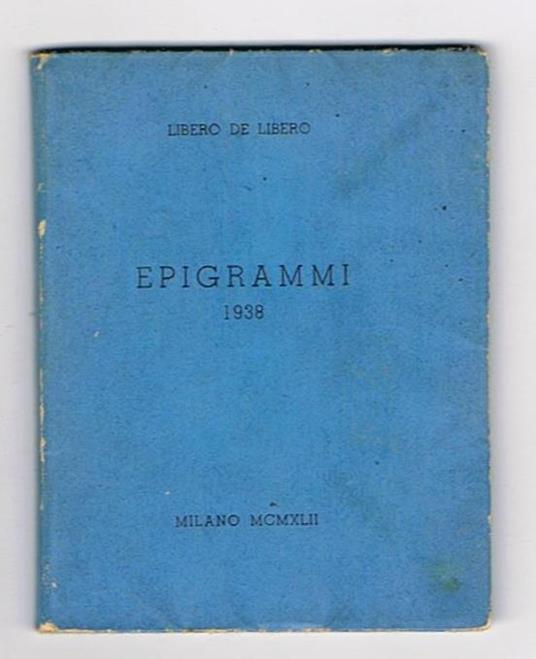 LIBERO DE LIBERO
EPIGRAMMI
1938
MILANO MCMXLII